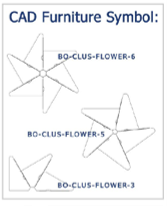 CAD Furniture Symbol:
BO-CLUS-FLOWER-6
BO-CLUS-FLOWER-5
BO-CLUS-FLOWER-3